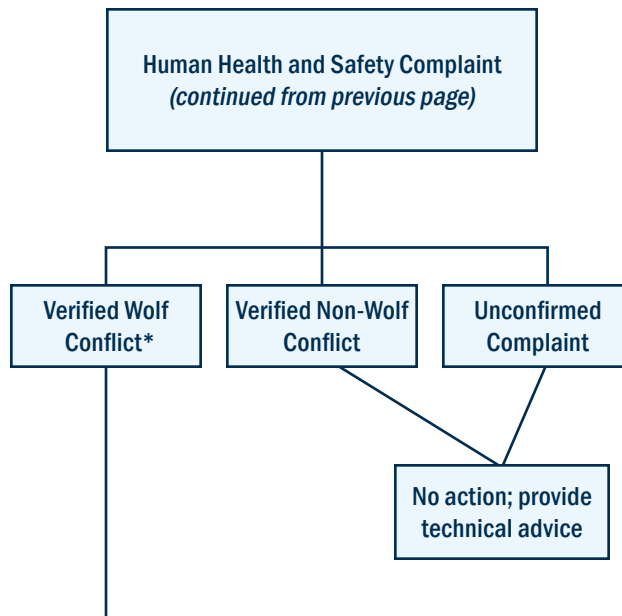 Human Health and Safety Complaint
(continued from previous page)
Verified Wolf
Conflict*
Verified Non-Wolf
Conflict
Unconfirmed
Complaint
No action; provide
technical advice